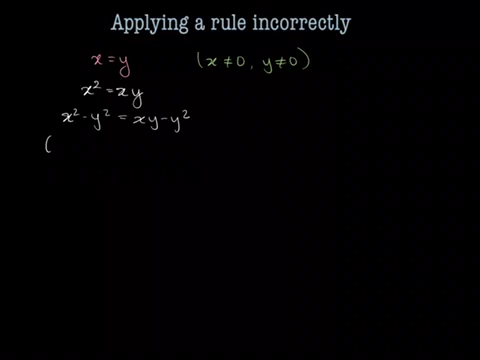 Applying a rule incorrectly
x = y (x ≠ 0, y ≠ 0)
x² = xy
x² - y² = xy - y²
(